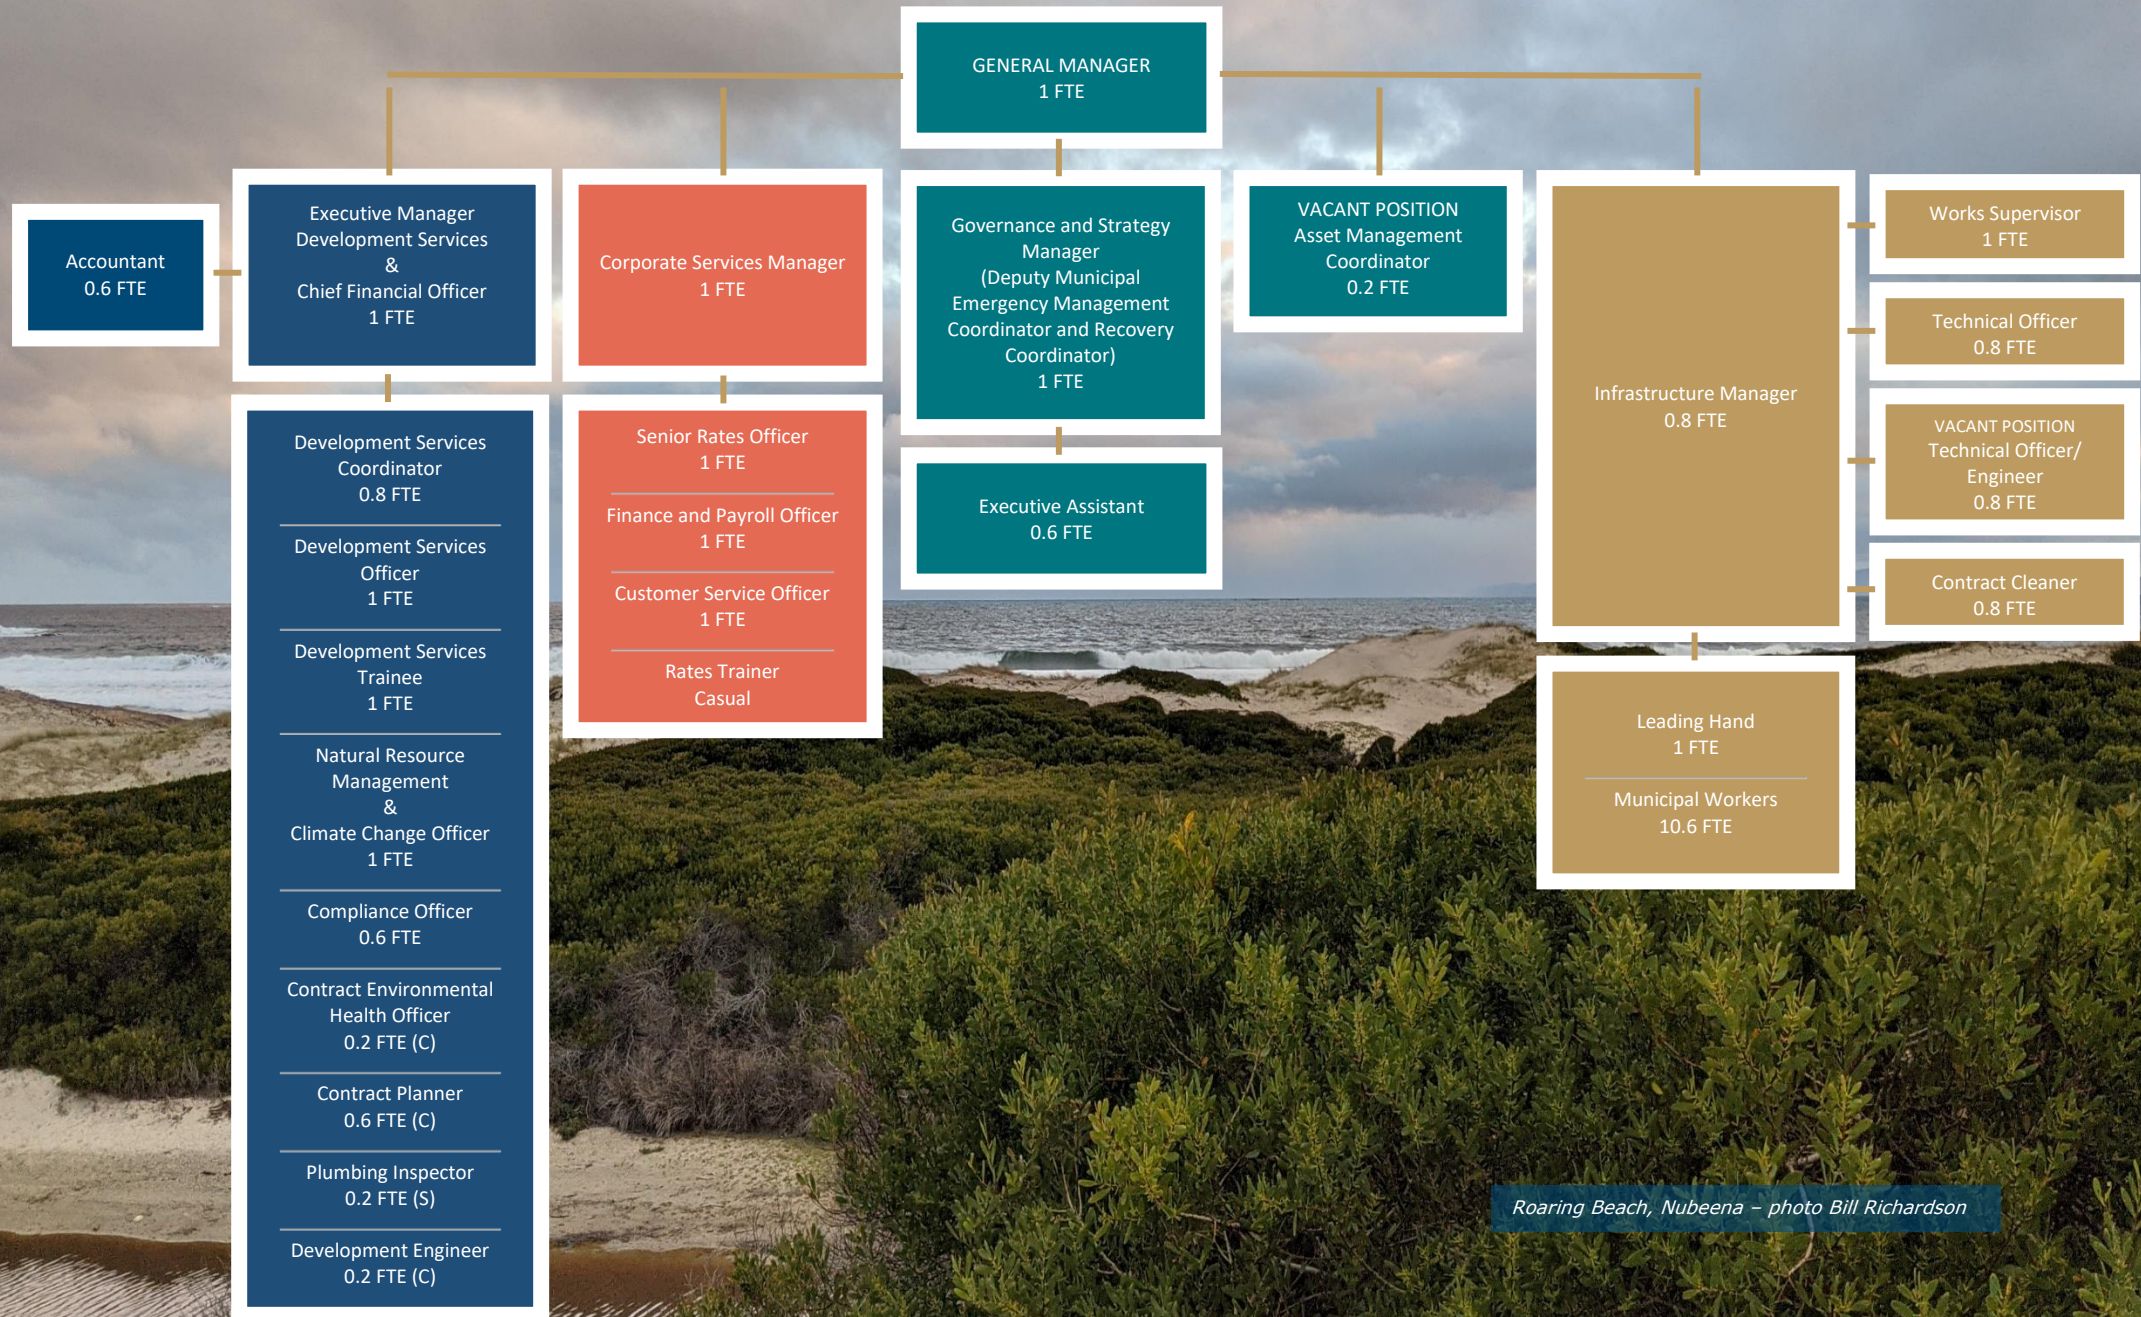 GENERAL MANAGER
1 FTE
Accountant
0.6 FTE
Executive Manager
Development Services
&
Chief Financial Officer
1 FTE
Development Services
Coordinator
0.8 FTE
Development Services
Officer
1 FTE
Development Services
Trainee
1 FTE
Natural Resource
Management
&
Climate Change Officer
1 FTE
Compliance Officer
0.6 FTE
Contract Environmental
Health Officer
0.2 FTE (C)
Contract Planner
0.6 FTE (C)
Plumbing Inspector
0.2 FTE (S)
Development Engineer
0.2 FTE (C)
Corporate Services Manager
1 FTE
Senior Rates Officer
1 FTE
Finance and Payroll Officer
1 FTE
Customer Service Officer
1 FTE
Rates Trainer
Casual
Governance and Strategy
Manager
(Deputy Municipal
Emergency Management
Coordinator and Recovery
Coordinator)
1 FTE
Executive Assistant
0.6 FTE
VACANT POSITION
Asset Management
Coordinator
0.2 FTE
Infrastructure Manager
0.8 FTE
Works Supervisor
1 FTE
Technical Officer
0.8 FTE
VACANT POSITION
Technical Officer/
Engineer
0.8 FTE
Contract Cleaner
0.8 FTE
Leading Hand
1 FTE
Municipal Workers
10.6 FTE
Roaring Beach, Nubeena – photo Bill Richardson